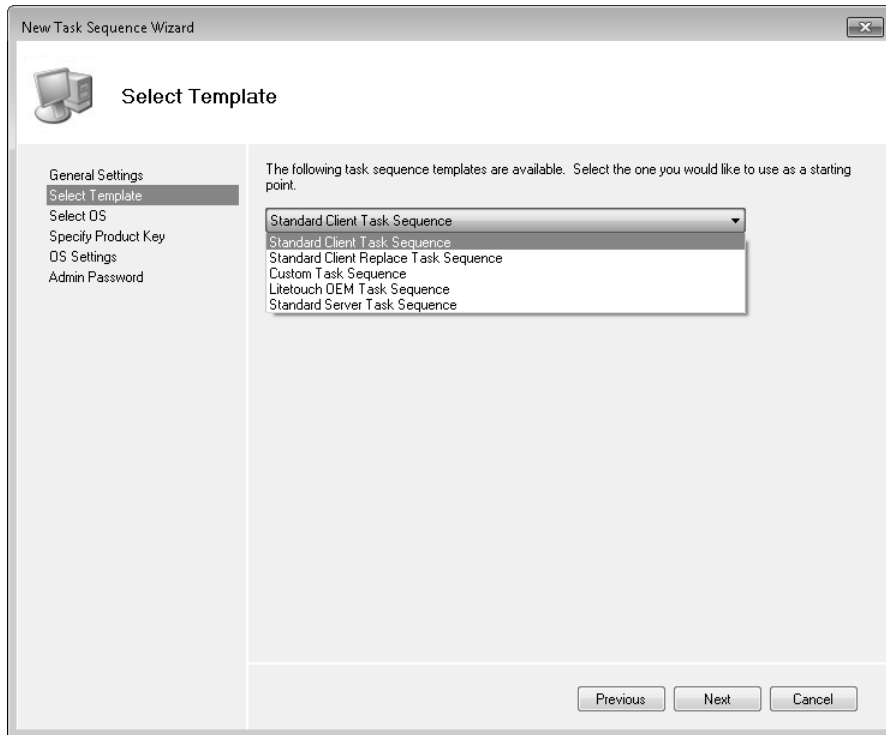 New Task Sequence Wizard
Select Template
General Settings
Select Template
Select OS
Specify Product Key
OS Settings
Admin Password
The following task sequence templates are available.  Select the one you would like to use as a starting
point.
Standard Client Task Sequence
Standard Client Task Sequence
Standard Client Replace Task Sequence
Custom Task Sequence
Litetouch OEM Task Sequence
Standard Server Task Sequence
Previous
Next
Cancel